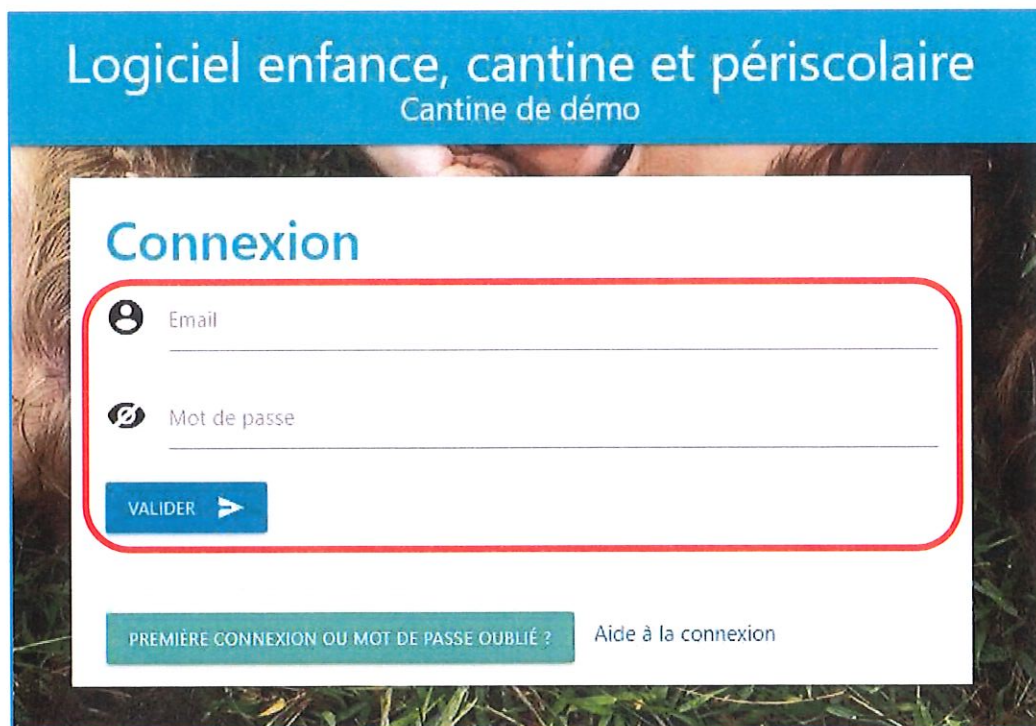 Logiciel enfance, cantine et périscolaire
Cantine de démo
Connexion
Email
Mot de passe
VALIDER
PREMIÈRE CONNEXION OU MOT DE PASSE OUBLIÉ ?
Aide à la connexion